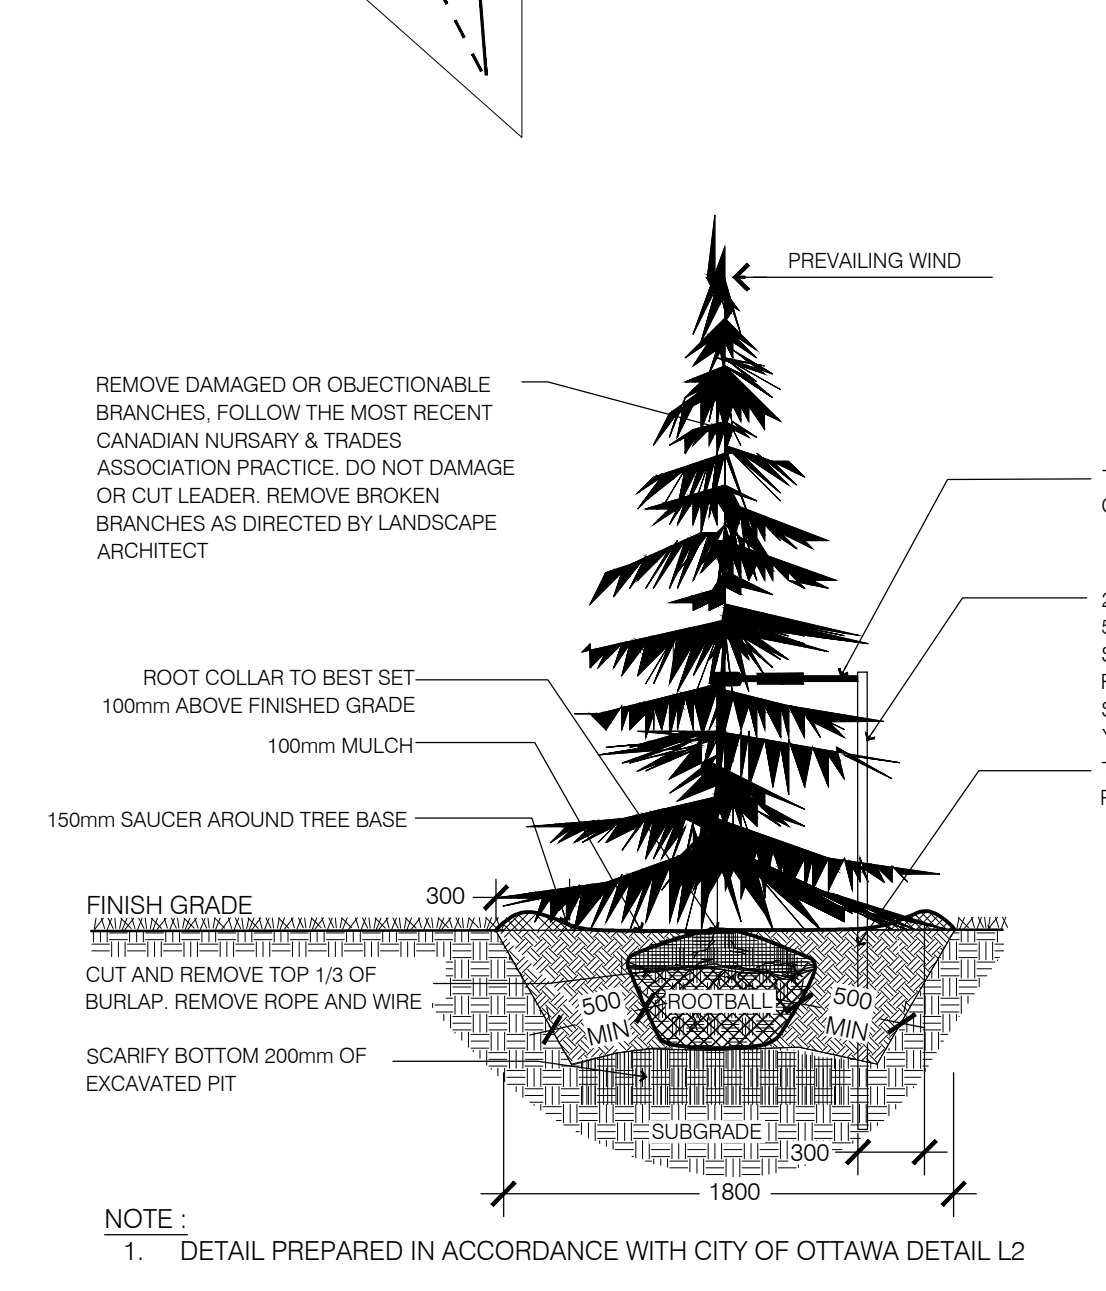 PREVAILING WIND
REMOVE DAMAGED OR OBJECTIONABLE
BRANCHES, FOLLOW THE MOST RECENT
CANADIAN NURSARY & TRADES
ASSOCIATION PRACTICE. DO NOT DAMAGE
OR CUT LEADER. REMOVE BROKEN
BRANCHES AS DIRECTED BY LANDSCAPE
ARCHITECT
ROOT COLLAR TO BEST SET
100mm ABOVE FINISHED GRADE
100mm MULCH
150mm SAUCER AROUND TREE BASE
300
FINISH GRADE
CUT AND REMOVE TOP 1/3 OF
BURLAP. REMOVE ROPE AND WIRE
500
MIN
ROOTBALL
500
MIN
SCARIFY BOTTOM 200mm OF
EXCAVATED PIT
SUBGRADE
300
1800
NOTE :
1. DETAIL PREPARED IN ACCORDANCE WITH CITY OF OTTAWA DETAIL L2